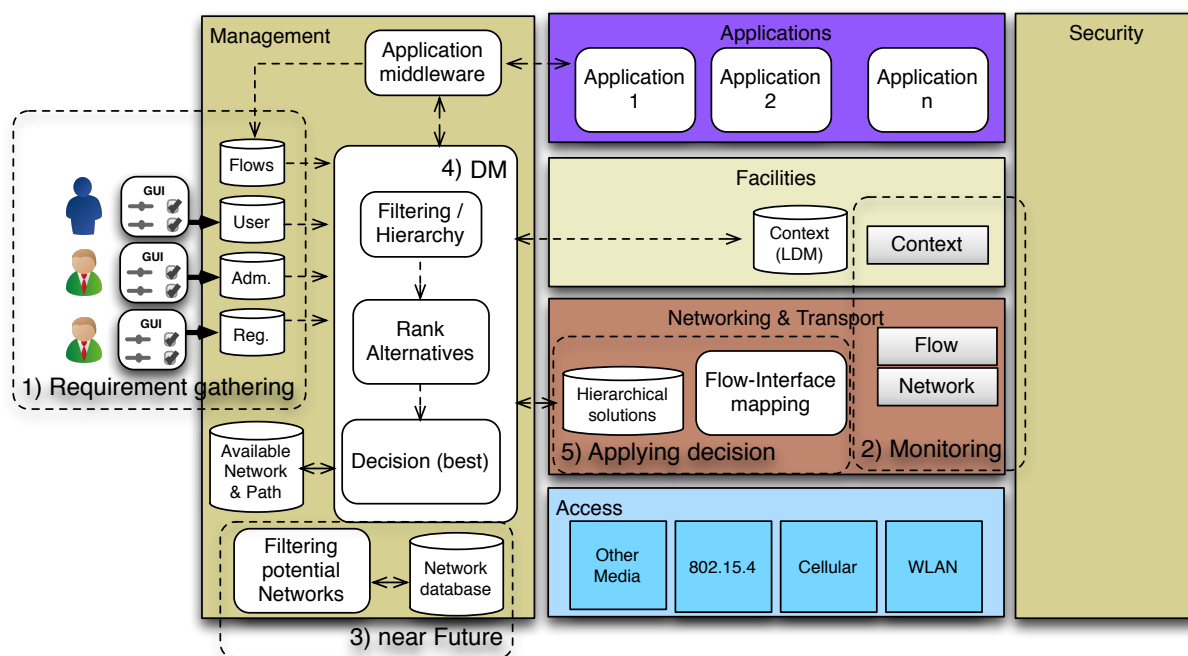 Management
Application
middleware
Applications
Application
1
Application
2
Application
n
Security
Flows
4) DM
Facilities
GUI
User
Filtering /
Hierarchy
Context
(LDM)
Context
GUI
Adm.
GUI
Reg.
Rank
Alternatives
Networking & Transport
Flow
Network
1) Requirement gathering
Hierarchical
solutions
Flow-Interface
mapping
5) Applying decision
2) Monitoring
Available
Network
& Path
Decision (best)
Access
Other
Media
802.15.4
Cellular
WLAN
Filtering
potential
Networks
Network
database
3) near Future